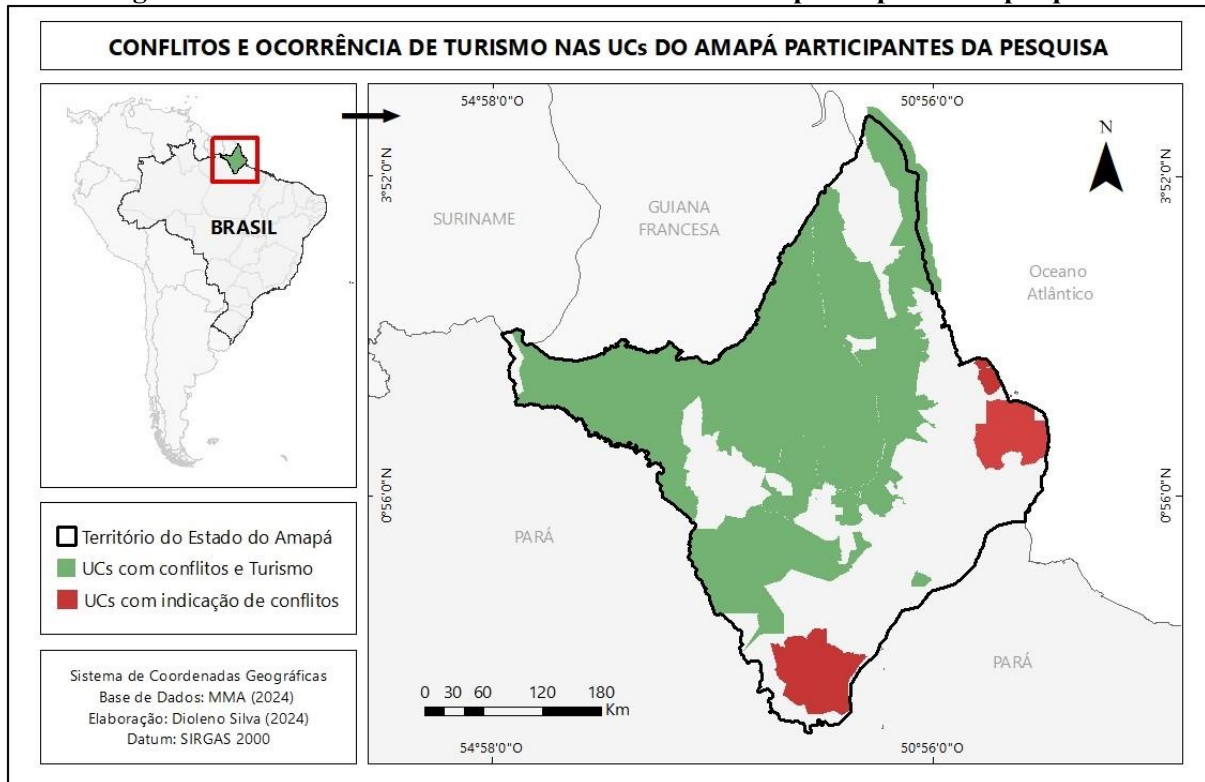 CONFLITOS E OCORRÊNCIA DE TURISMO NAS UCs DO AMAPÁ PARTICIPANTES DA PESQUISA
BRASIL
54°58'0"O
50°56'0"O
N
3°52'0"N
3°52'0"N
SURINAME
GUIANA
FRANCESA
Oceano
Atlântico
0°56'0"N
0°56'0"N
PARÁ
PARÁ
0 30 60 120 180
Km
54°58'0"O
50°56'0"O
Território do Estado do Amapá
UCs com conflitos e Turismo
UCs com indicação de conflitos
Sistema de Coordenadas Geográficas
Base de Dados: MMA (2024)
Elaboração: Dioleno Silva (2024)
Datum: SIRGAS 2000